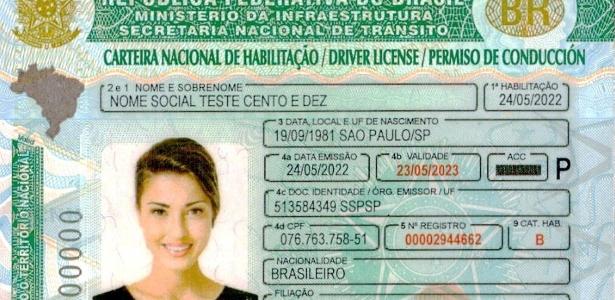 REPÚBLICA FEDERATIVA DO BRASIL
MINISTÉRIO DA INFRAESTRUTURA
SECRETARIA NACIONAL DE TRÂNSITO
BR
CARTEIRA NACIONAL DE HABILITAÇÃO / DRIVER LICENSE / PERMISO DE CONDUCCIÓN
2 e 1 NOME E SOBRENOME
NOME SOCIAL TESTE CENTO E DEZ
1ª HABILITAÇÃO
24/05/2022
3 DATA, LOCAL E UF DE NASCIMENTO
19/09/1981 SAO PAULO/SP
4a DATA EMISSÃO
24/05/2022
4b VALIDADE
23/05/2023
ACC
P
4c DOC. IDENTIDADE / ÓRG. EMISSOR / UF
513584349 SSPSP
4d CPF
076.763.758-51
5 Nº REGISTRO
00002944662
9 CAT. HAB.
B
NACIONALIDADE
BRASILEIRO
FILIAÇÃO
O TERRITÓRIO NACIONAL
00000